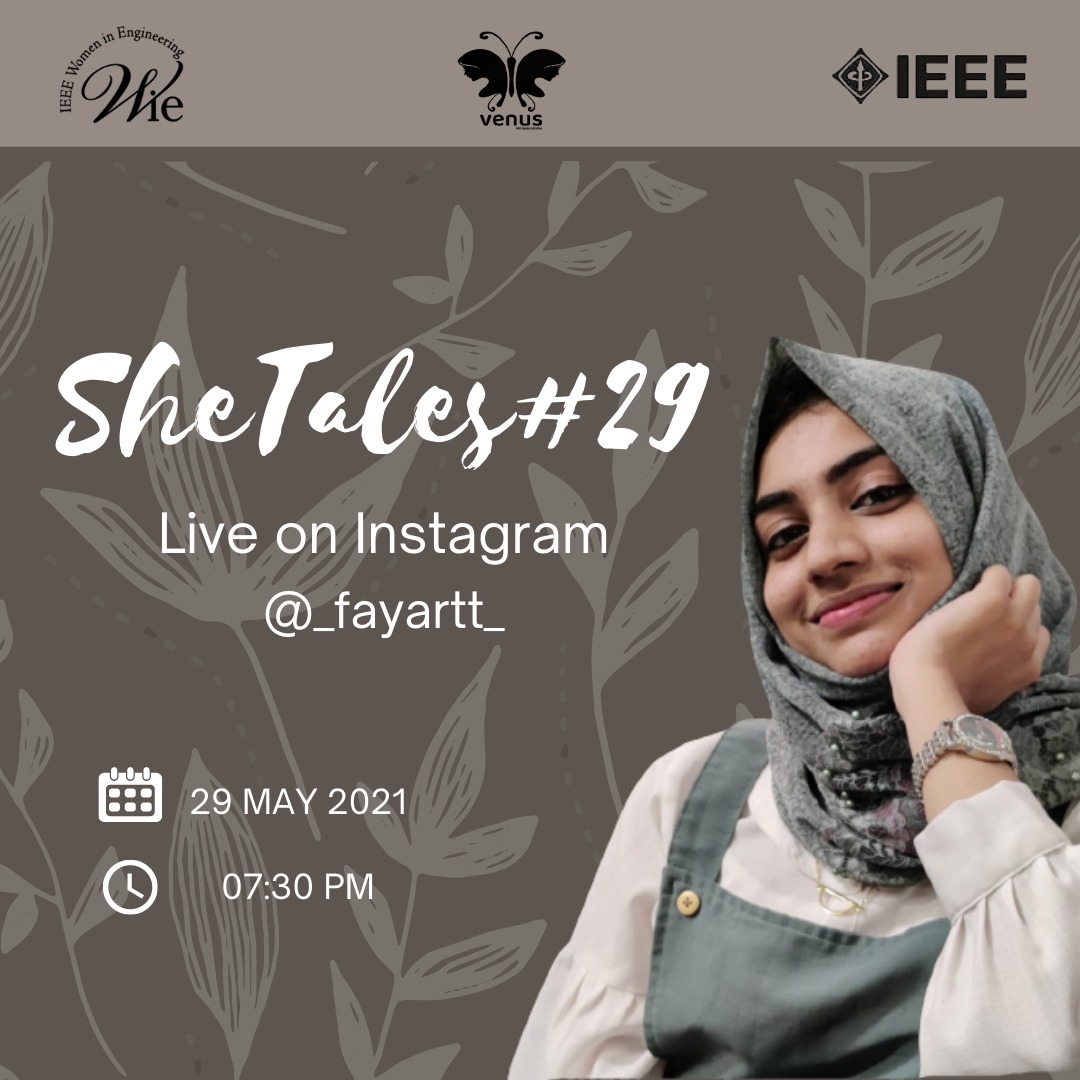 IEEE Women in Engineering
Wie
venus
IEEE
SheTales#29
Live on Instagram
@_fayartt_
29 MAY 2021
07:30 PM